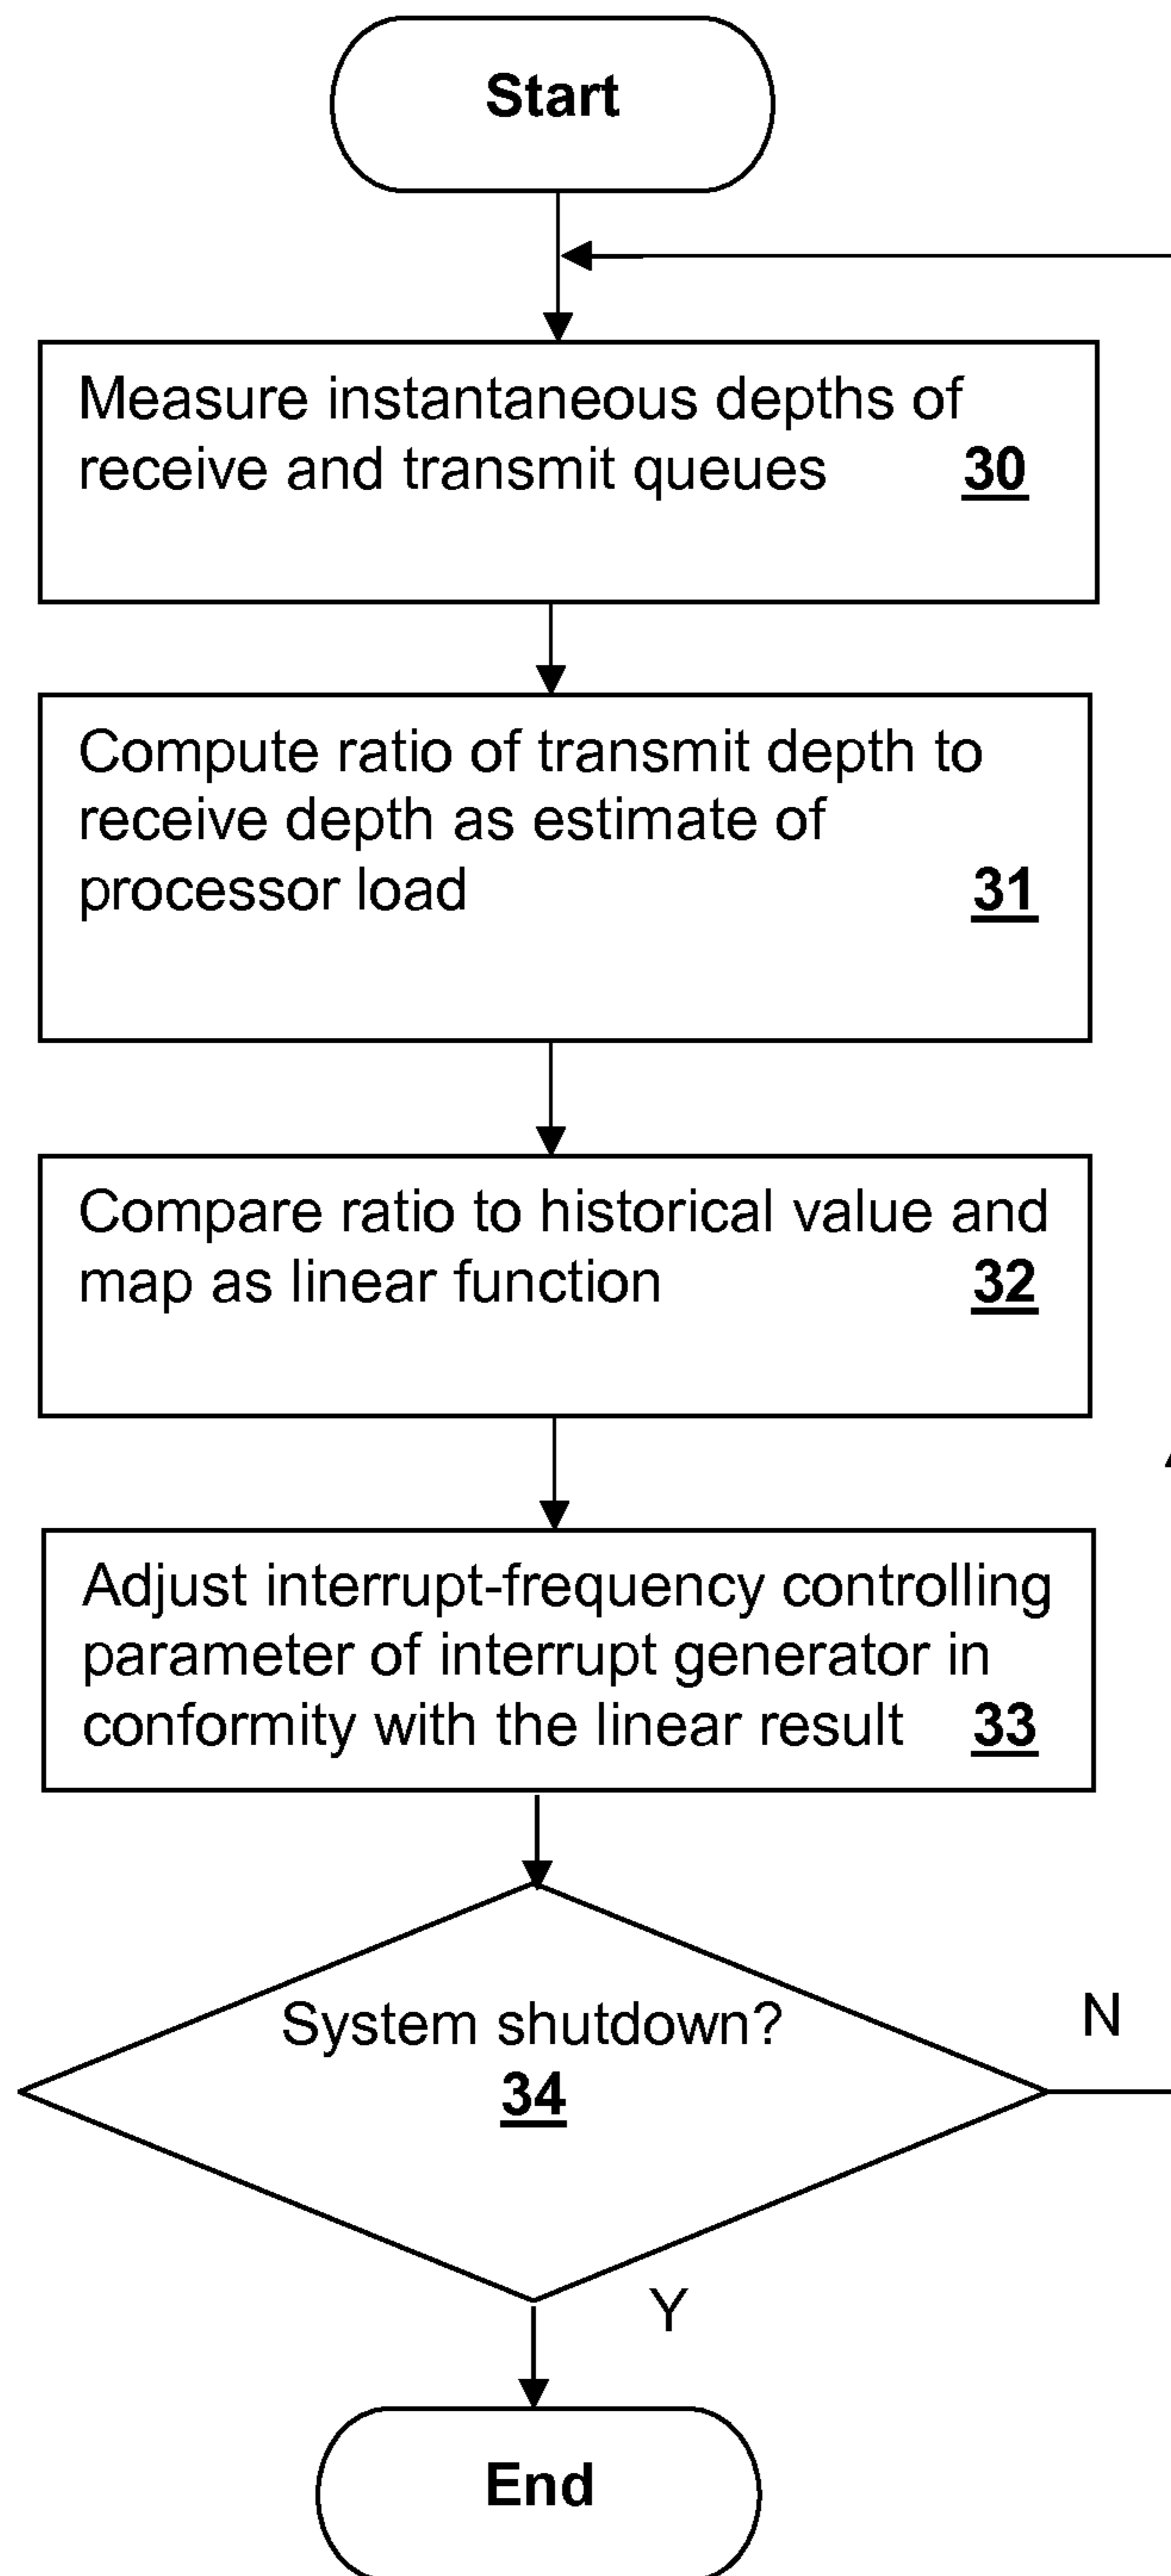 Start
Measure instantaneous depths of
receive and transmit queues 30
Compute ratio of transmit depth to
receive depth as estimate of
processor load 31
Compare ratio to historical value and
map as linear function 32
Adjust interrupt-frequency controlling
parameter of interrupt generator in
conformity with the linear result 33
System shutdown?
34
N
Y
End